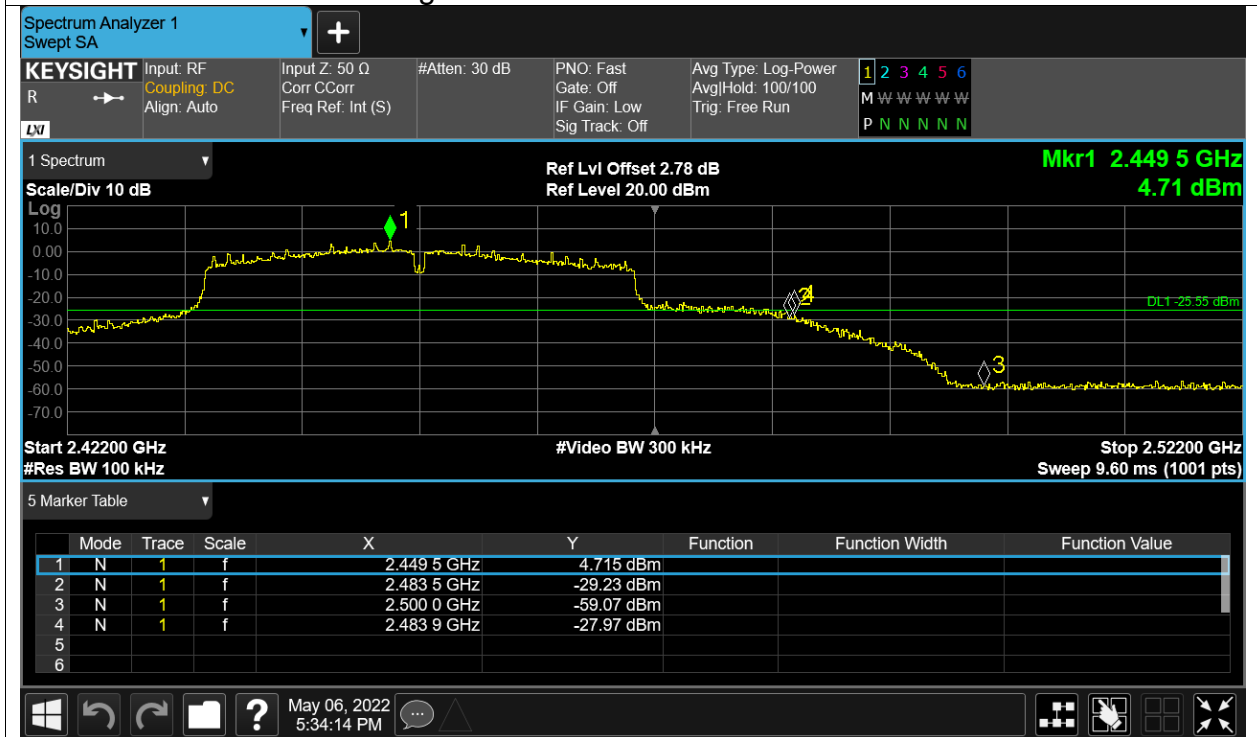 Spectrum Analyzer 1
Swept SA
+
KEYSIGHT Input: RF Input Z: 50 Ω #Atten: 30 dB PNO: Fast Avg Type: Log-Power 1 2 3 4 5 6
R Coupling: DC Corr CCorr Gate: Off Avg|Hold: 100/100 M W W W W W
Align: Auto Freq Ref: Int (S) IF Gain: Low Trig: Free Run
LXI Sig Track: Off P N N N N N N
1 Spectrum Ref Lvl Offset 2.78 dB Mkr1 2.449 5 GHz
Scale/Div 10 dB Ref Level 20.00 dBm 4.71 dBm
Log
1
10.0
0.00
-10.0
-20.0
2 4 DL1 -25.55 dBm
-30.0
-40.0
-50.0
3
-60.0
-70.0
Start 2.42200 GHz #Video BW 300 kHz Stop 2.52200 GHz
#Res BW 100 kHz Sweep 9.60 ms (1001 pts)
5 Marker Table
Mode Trace Scale X Y Function Function Width Function Value
1 N 1 f 2.449 5 GHz 4.715 dBm
2 N 1 f 2.483 5 GHz -29.23 dBm
3 N 1 f 2.500 0 GHz -59.07 dBm
4 N 1 f 2.483 9 GHz -27.97 dBm
5
6
? May 06, 2022
5:34:14 PM